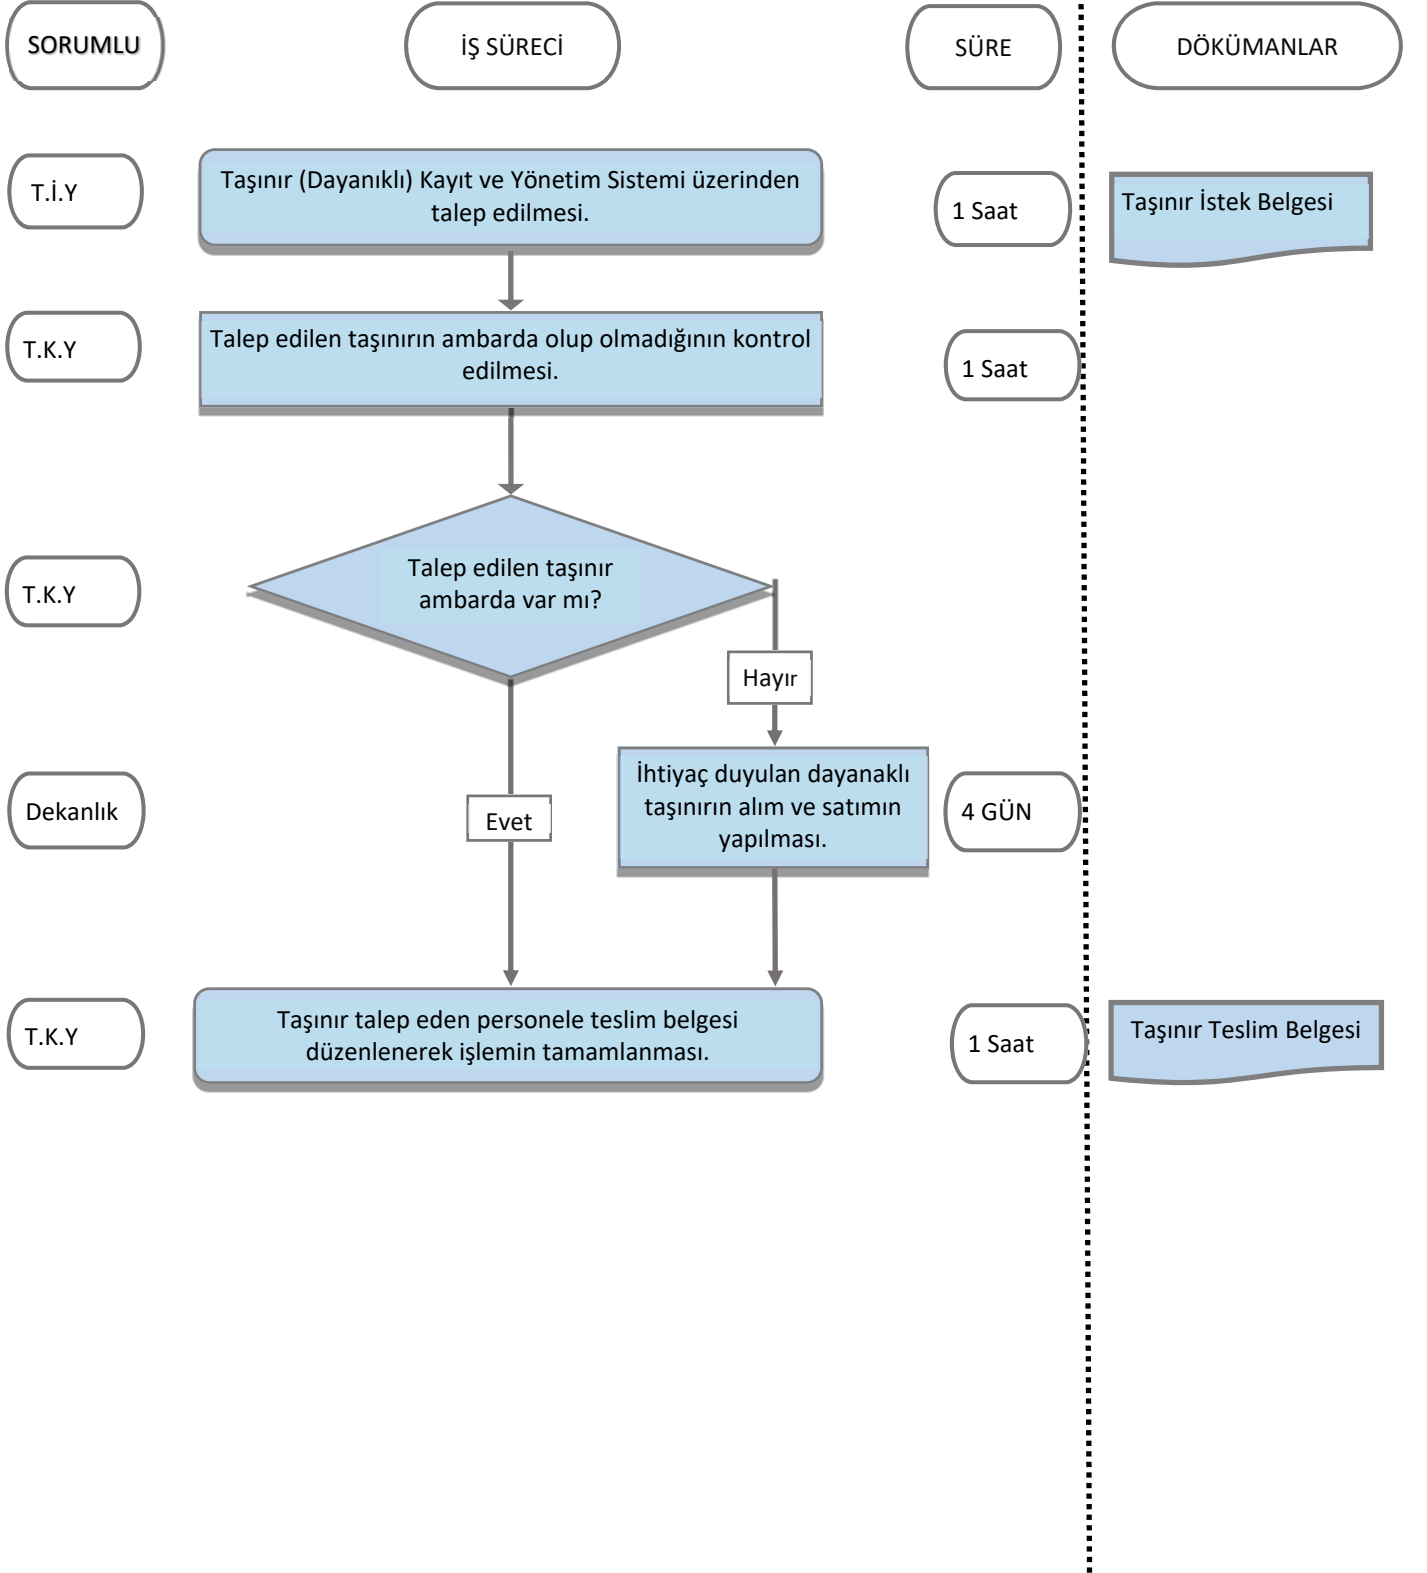 SORUMLU
İŞ SÜRECİ
SÜRE
DÖKÜMANLAR
T.İ.Y
Taşınır (Dayanıklı) Kayıt ve Yönetim Sistemi üzerinden
talep edilmesi.
1 Saat
Taşınır İstek Belgesi
T.K.Y
Talep edilen taşınırın ambarda olup olmadığının kontrol
edilmesi.
1 Saat
T.K.Y
Talep edilen taşınır
ambarda var mı?
Hayır
Dekanlık
Evet
İhtiyaç duyulan dayanaklı
taşınırın alım ve satımın
yapılması.
4 GÜN
T.K.Y
Taşınır talep eden personele teslim belgesi
düzenlenerek işlemin tamamlanması.
1 Saat
Taşınır Teslim Belgesi